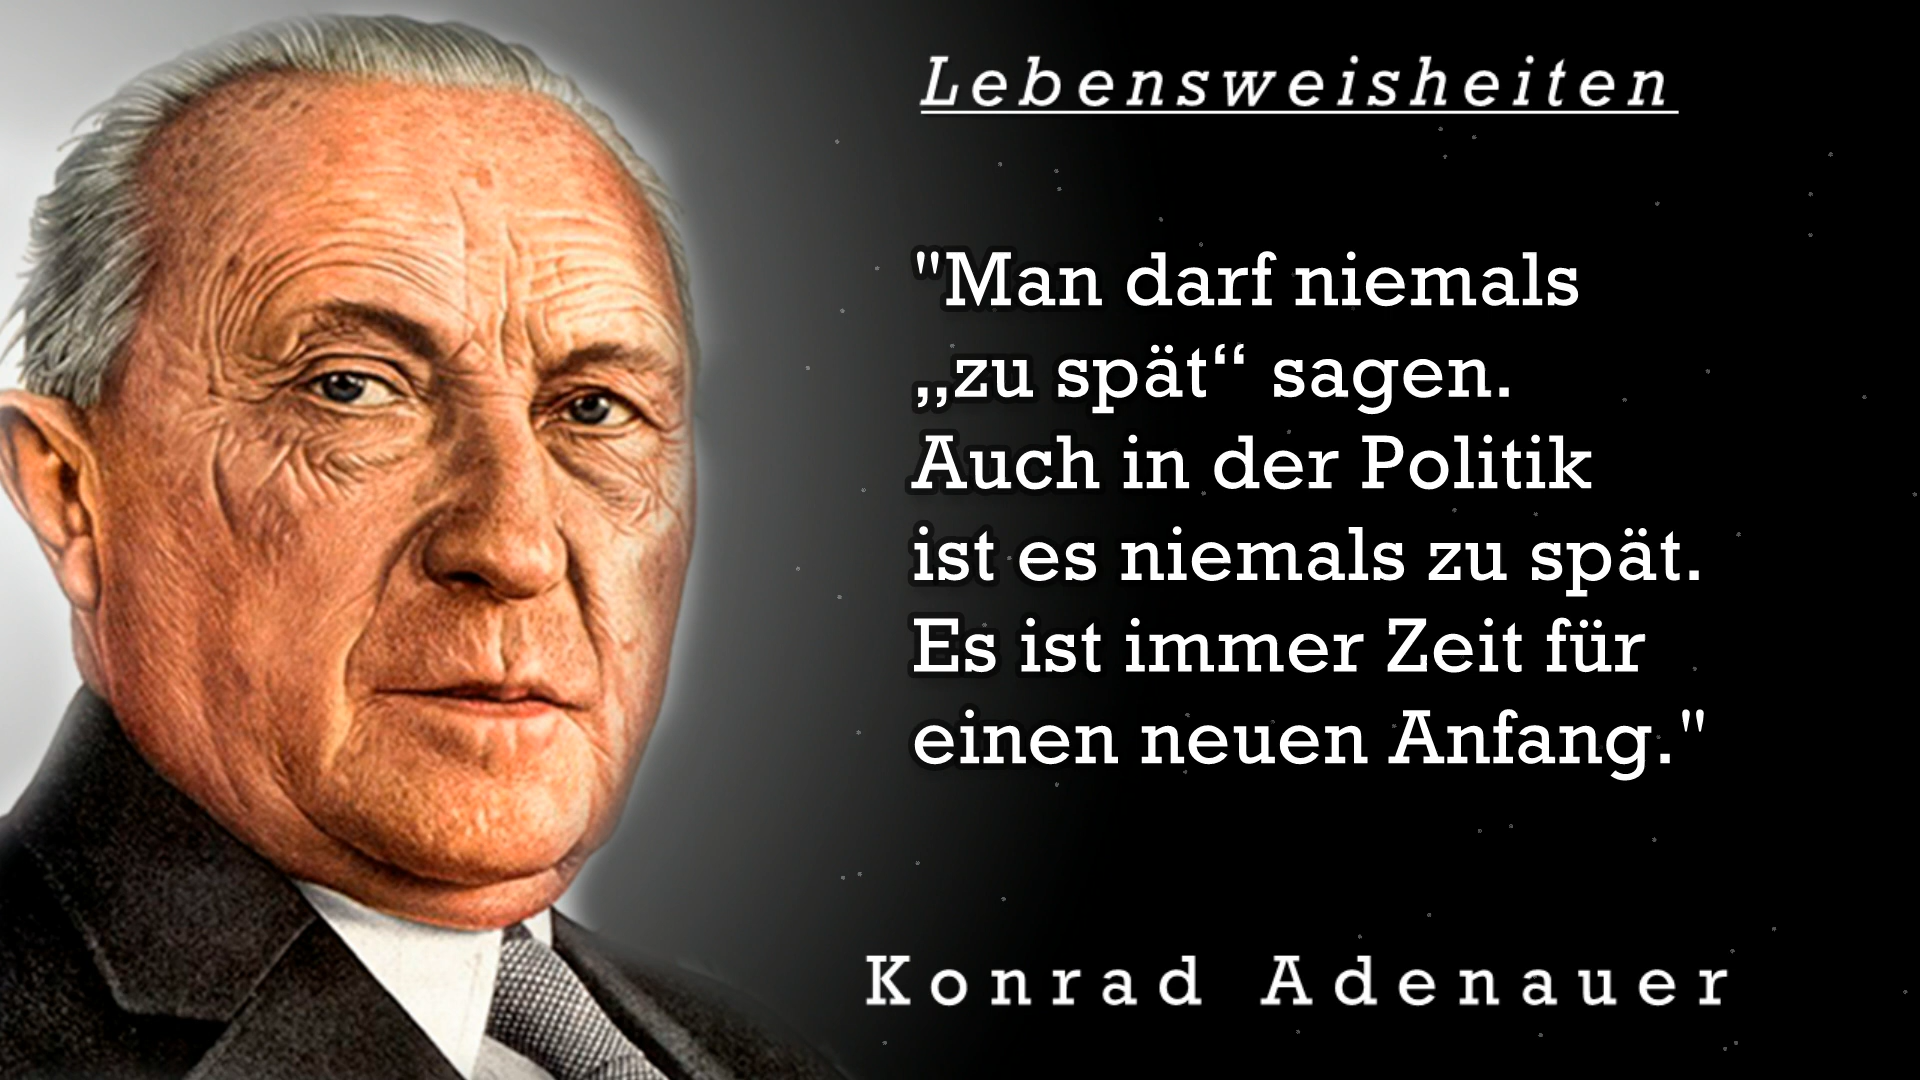 Lebensweisheiten
"Man darf niemals
„zu spät“ sagen.
Auch in der Politik
ist es niemals zu spät.
Es ist immer Zeit für
einen neuen Anfang."
Konrad Adenauer